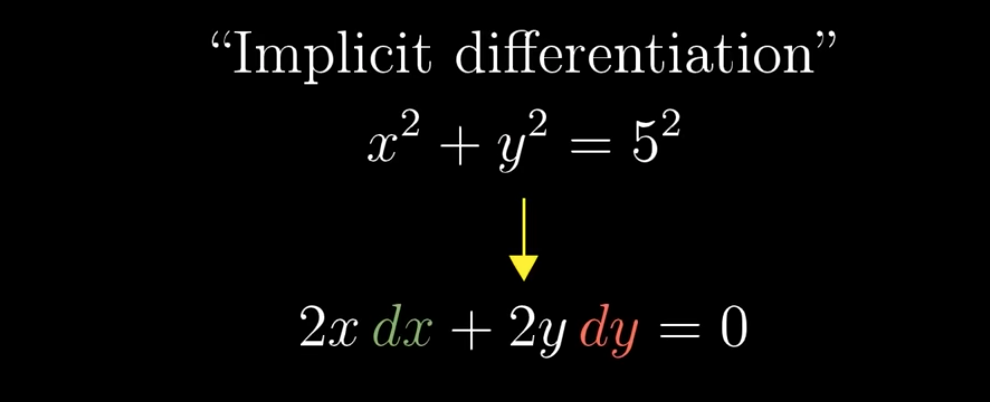 “Implicit differentiation”
x² + y² = 5²
2x dx + 2y dy = 0